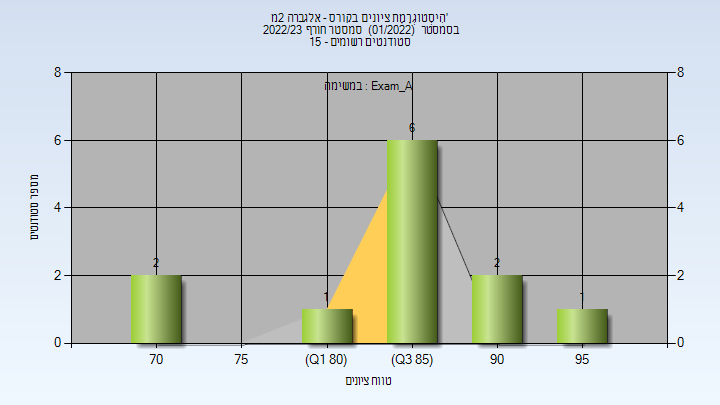 היסטוגרמת ציונים בקורס - אלגברה 2מ'
בסמסטר (01/2022) סמסטר חורף 2022/23
סטודנטים רשומים - 15
במשימה : Exam_A
מספר סטודנטים
8 8
6 6
4 4
2 2
0 0
2 1 6 2 1
70 75 (Q1 80) (Q3 85) 90 95
טווח ציונים